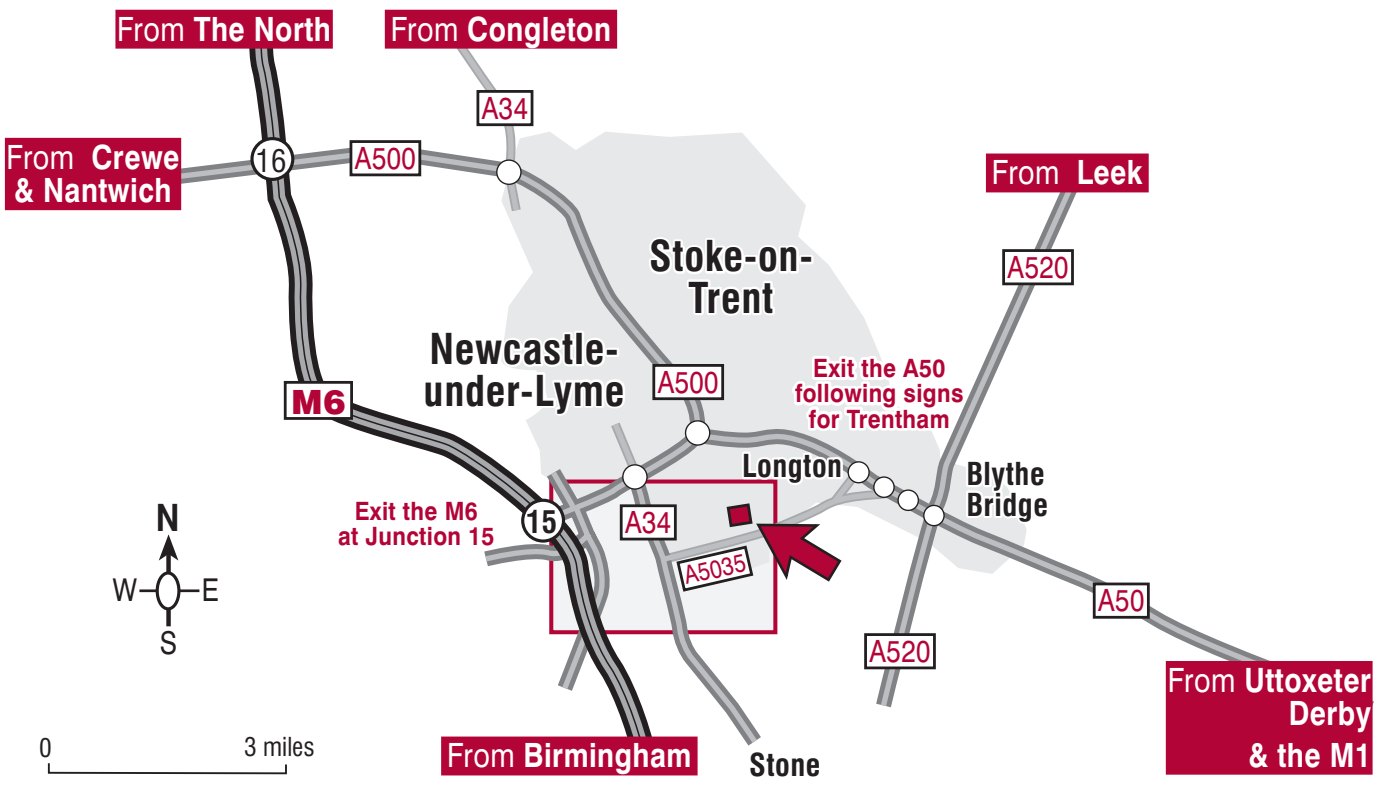 From The North
From Congleton
A34
From Crewe
& Nantwich
16
A500
From Leek
A520
Stoke-on-
Trent
Newcastle-
under-Lyme
A500
M6
Exit the A50
following signs
for Trentham
Longton
Blythe
Bridge
Exit the M6
at Junction 15
15
A34
A5035
N
W
E
S
A50
A520
From Uttoxeter
Derby
& the M1
0
3 miles
From Birmingham
Stone